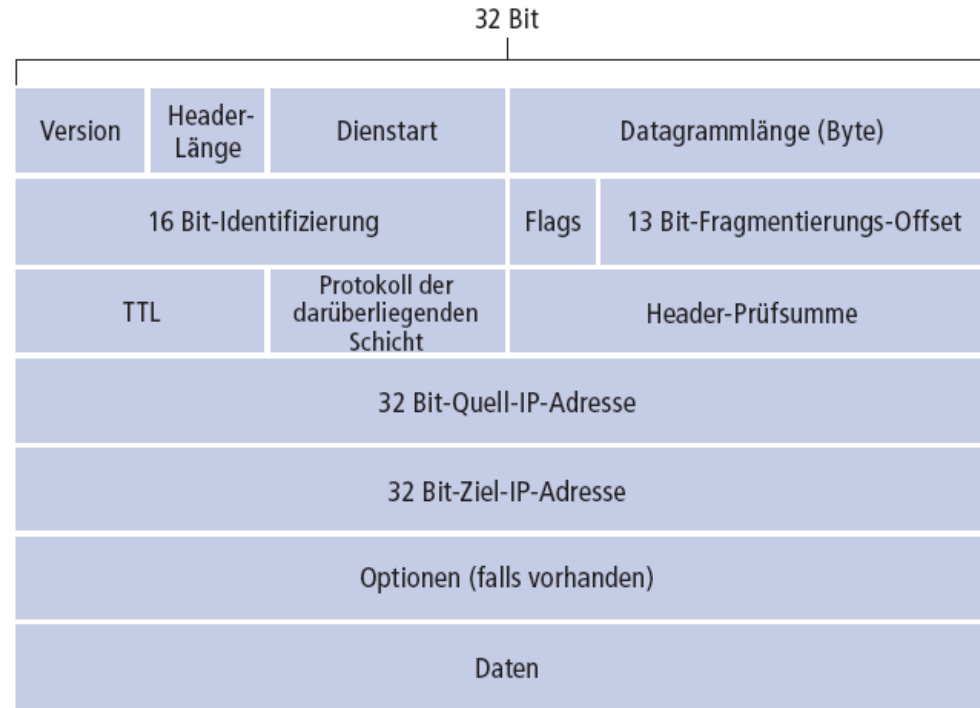 32 Bit
Version
Header-
Länge
Dienstart
Datagrammlänge (Byte)
16 Bit-Identifizierung
Flags
13 Bit-Fragmentierungs-Offset
TTL
Protokoll der
darüberliegenden
Schicht
Header-Prüfsumme
32 Bit-Quell-IP-Adresse
32 Bit-Ziel-IP-Adresse
Optionen (falls vorhanden)
Daten